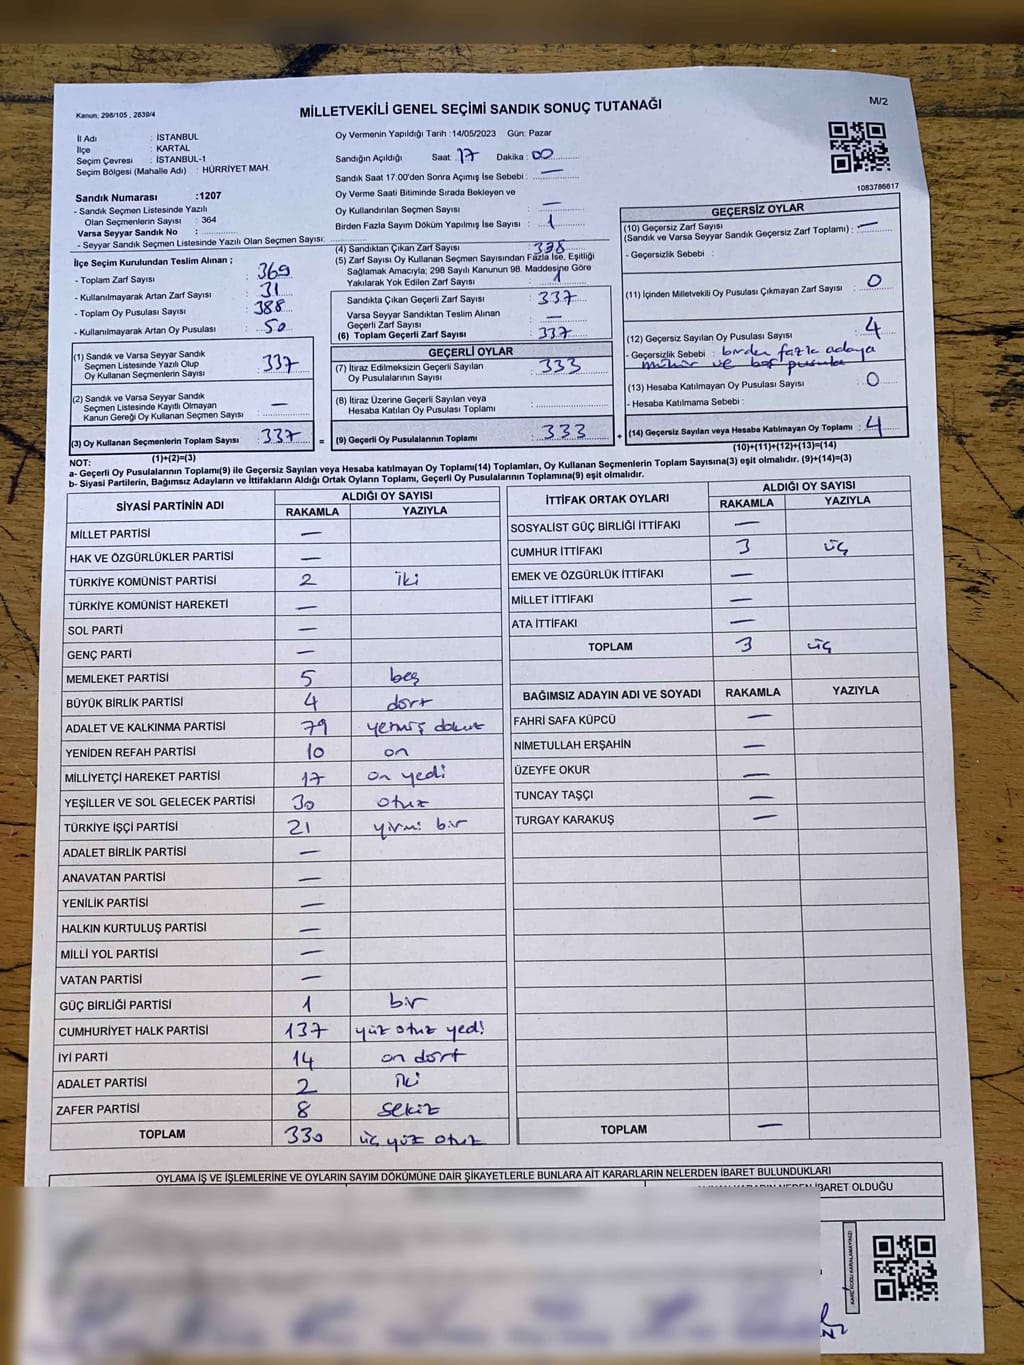 Kanun; 298/105 , 2839/4
MİLLETVEKİLİ GENEL SEÇİMİ SANDIK SONUÇ TUTANAĞI
M/2
İl Adı : İSTANBUL
İlçe : KARTAL
Seçim Çevresi : İSTANBUL-1
Seçim Bölgesi (Mahalle Adı) : HÜRRİYET MAH.
Oy Vermenin Yapıldığı Tarih :14/05/2023 Gün: Pazar
Sandığın Açıldığı Saat: 17 Dakika : 00
Sandık Saat 17:00'den Sonra Açımış İse Sebebi : —
Oy Verme Saati Bitiminde Sırada Bekleyen ve
Oy Kullandırılan Seçmen Sayısı : —
Birden Fazla Sayım Döküm Yapılmış İse Sayısı : 1
1083786617
Sandık Numarası :1207
- Sandık Seçmen Listesinde Yazılı
Olan Seçmenlerin Sayısı : 364
Varsa Seyyar Sandık No :
- Seyyar Sandık Seçmen Listesinde Yazılı Olan Seçmen Sayısı:
İlçe Seçim Kurulundan Teslim Alınan ;
- Toplam Zarf Sayısı : 369
- Kullanılmayarak Artan Zarf Sayısı : 31
- Toplam Oy Pusulası Sayısı : 388
- Kullanılmayarak Artan Oy Pusulası : 50
(1) Sandık ve Varsa Seyyar Sandık
Seçmen Listesinde Yazılı Olup
Oy Kullanan Seçmenlerin Sayısı : 337
(2) Sandık ve Varsa Seyyar Sandık
Seçmen Listesinde Kayıtlı Olmayan
Kanun Gereği Oy Kullanan Seçmen Sayısı : —
(3) Oy Kullanan Seçmenlerin Toplam Sayısı : 337 =
(1)+(2)=(3)
(4) Sandıktan Çıkan Zarf Sayısı : 338
(5) Zarf Sayısı Oy Kullanan Seçmen Sayısından Fazla İse, Eşitliği
Sağlamak Amacıyla; 298 Sayılı Kanunun 98. Maddesine Göre
Yakılarak Yok Edilen Zarf Sayısı : 1
Sandıkta Çıkan Geçerli Zarf Sayısı : 337
Varsa Seyyar Sandıktan Teslim Alınan
Geçerli Zarf Sayısı : —
(6) Toplam Geçerli Zarf Sayısı : 337
GEÇERLİ OYLAR
(7) İtiraz Edilmeksizin Geçerli Sayılan
Oy Pusulalarının Sayısı : 333
(8) İtiraz Üzerine Geçerli Sayılan veya
Hesaba Katılan Oy Pusulası Toplamı :
(9) Geçerli Oy Pusulalarının Toplamı : 333 +
GEÇERSİZ OYLAR
(10) Geçersiz Zarf Sayısı
(Sandık ve Varsa Seyyar Sandık Geçersiz Zarf Toplamı) : —
- Geçersizlik Sebebi :
(11) İçinden Milletvekili Oy Pusulası Çıkmayan Zarf Sayısı : 0
(12) Geçersiz Sayılan Oy Pusulası Sayısı : 4
- Geçersizlik Sebebi : birden fazla adaya
mühür ve boş pusula
(13) Hesaba Katılmayan Oy Pusulası Sayısı : 0
- Hesaba Katılmama Sebebi :
(14) Geçersiz Sayılan veya Hesaba Katılmayan Oy Toplamı : 4
(10)+(11)+(12)+(13)=(14)
NOT:
a- Geçerli Oy Pusulalarının Toplamı(9) ile Geçersiz Sayılan veya Hesaba katılmayan Oy Toplamı(14) Toplamları, Oy Kullanan Seçmenlerin Toplam Sayısına(3) eşit olmalıdır. (9)+(14)=(3)
b- Siyasi Partilerin, Bağımsız Adayların ve İttifakların Aldığı Ortak Oyların Toplamı, Geçerli Oy Pusulalarının Toplamına(9) eşit olmalıdır.
SİYASİ PARTİNİN ADI ALDIĞI OY SAYISI
RAKAMLA YAZIYLA
MİLLET PARTİSİ —
HAK VE ÖZGÜRLÜKLER PARTİSİ —
TÜRKİYE KOMÜNİST PARTİSİ 2 iki
TÜRKİYE KOMÜNİST HAREKETİ —
SOL PARTİ —
GENÇ PARTİ —
MEMLEKET PARTİSİ 5 beş
BÜYÜK BİRLİK PARTİSİ 4 dört
ADALET VE KALKINMA PARTİSİ 79 yetmiş dokuz
YENİDEN REFAH PARTİSİ 10 on
MİLLİYETÇİ HAREKET PARTİSİ 17 on yedi
YEŞİLLER VE SOL GELECEK PARTİSİ 30 otuz
TÜRKİYE İŞÇİ PARTİSİ 21 yirmi bir
ADALET BİRLİK PARTİSİ —
ANAVATAN PARTİSİ —
YENİLİK PARTİSİ —
HALKIN KURTULUŞ PARTİSİ —
MİLLİ YOL PARTİSİ —
VATAN PARTİSİ —
GÜÇ BİRLİĞİ PARTİSİ 1 bir
CUMHURİYET HALK PARTİSİ 137 yüz otuz yedi
İYİ PARTİ 14 on dört
ADALET PARTİSİ 2 iki
ZAFER PARTİSİ 8 sekiz
TOPLAM 330 üç yüz otuz
İTTİFAK ORTAK OYLARI ALDIĞI OY SAYISI
RAKAMLA YAZIYLA
SOSYALİST GÜÇ BİRLİĞİ İTTİFAKI —
CUMHUR İTTİFAKI 3 üç
EMEK VE ÖZGÜRLÜK İTTİFAKI —
MİLLET İTTİFAKI —
ATA İTTİFAKI —
TOPLAM 3 üç
BAĞIMSIZ ADAYIN ADI VE SOYADI RAKAMLA YAZIYLA
FAHRİ SAFA KÜPCÜ —
NİMETULLAH ERŞAHİN —
ÜZEYFE OKUR —
TUNCAY TAŞÇI —
TURGAY KARAKUŞ —
TOPLAM —
OYLAMA İŞ VE İŞLEMLERİNE VE OYLARIN SAYIM DÖKÜMÜNE DAİR ŞİKAYETLERLE BUNLARA AİT KARARLARIN NELERDEN İBARET BULUNDUKLARI
İBARET OLDUĞU
KARE KODU KARALAMAYINIZ!